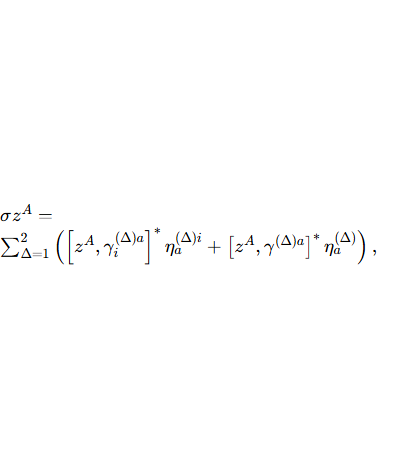 σz^A =
∑_{Δ=1}^{2} ( [z^A, γ_i^{(Δ)a}]^* η_a^{(Δ)i} + [z^A, γ^{(Δ)a}]^* η_a^{(Δ)} ) ,